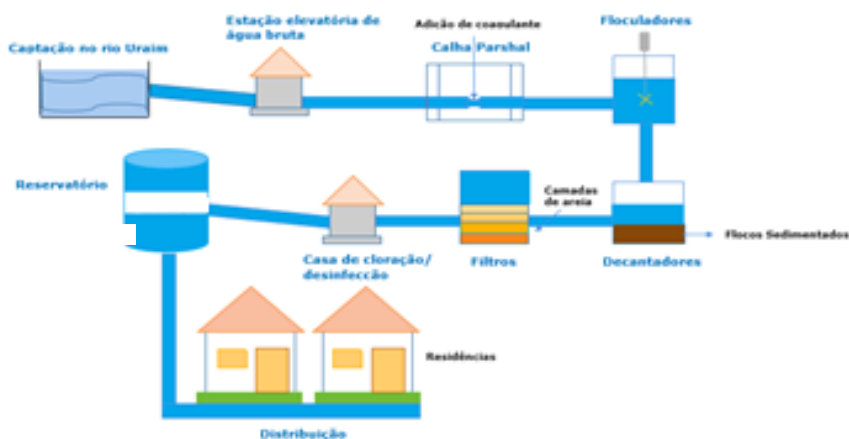 Captação no rio Uraim
Estação elevatória de
água bruta
Adição de coagulante
Calha Parshal
Floculadores
Reservatório
Casa de cloração/
desinfecção
Filtros
Camadas
de areia
Decantadores
Flocos Sedimentados
Residências
Distribuição